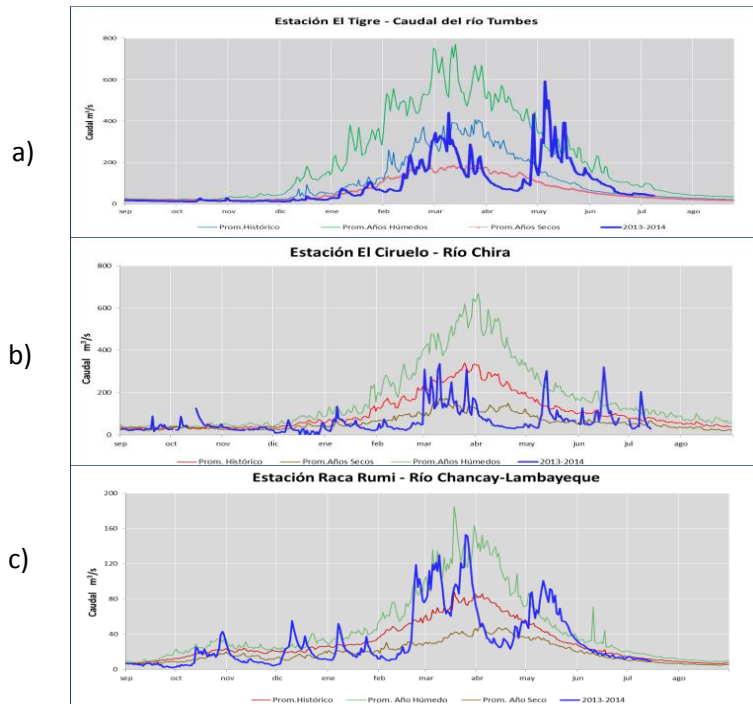 a)
Estación El Tigre - Caudal del río Tumbes
Caudal m³/s
800
600
400
200
0
sep oct nov dic ene feb mar abr may jun jul ago
Prom.Histórico Prom.Años Húmedos Prom.Años Secos 2013-2014
b)
Estación El Ciruelo - Río Chira
Caudal m³/s
800
600
400
200
0
sep oct nov dic ene feb mar abr may jun jul ago
Prom. Histórico Prom.Años Secos Prom.Años Húmedos 2013-2014
c)
Estación Raca Rumi - Río Chancay-Lambayeque
Caudal m³/s
200
160
120
80
40
0
sep oct nov dic ene feb mar abr may jun jul ago
Prom.Histórico Prom. Año Húmedo Prom. Año Seco 2013-2014